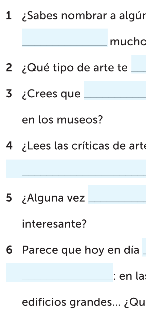 1 ¿Sabes nombrar a algún
mucho
2 ¿Qué tipo de arte te
3 ¿Crees que
en los museos?
4 ¿Lees las críticas de arte
5 ¿Alguna vez
interesante?
6 Parece que hoy en día
: en las
edificios grandes... ¿Qu